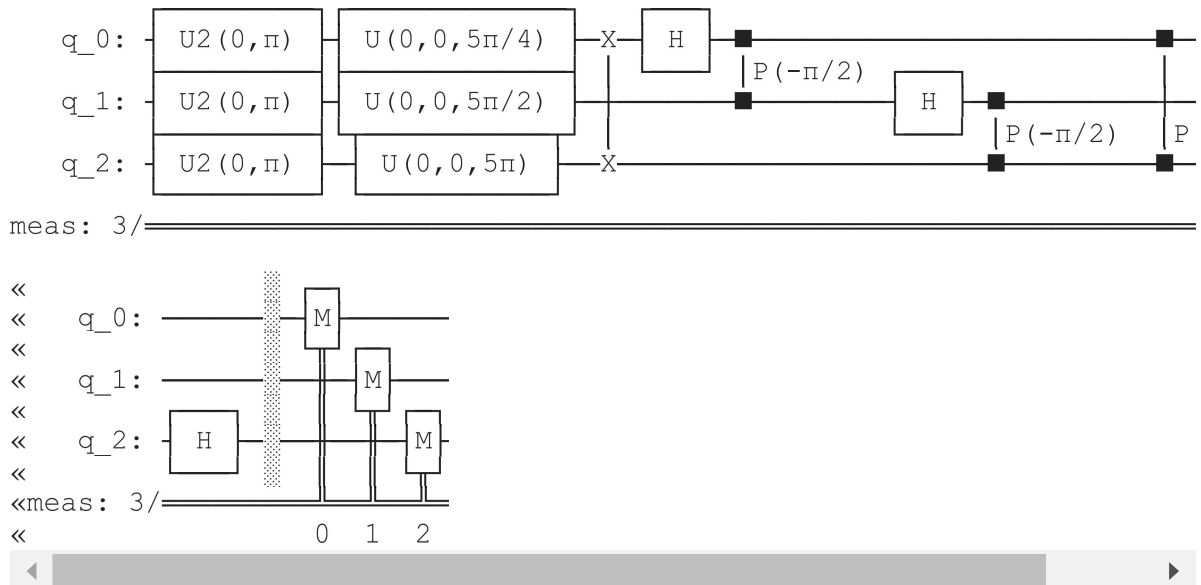 q_0: U2(0,π) U(0,0,5π/4) X H
P(-π/2)
q_1: U2(0,π) U(0,0,5π/2) H
P(-π/2) P
q_2: U2(0,π) U(0,0,5π) X
meas: 3/
«
« q_0: M
«
« q_1: M
«
« q_2: H M
«
«meas: 3/
« 0 1 2